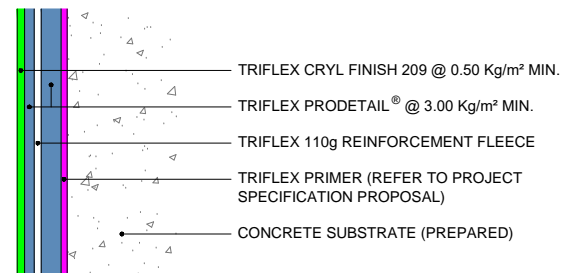 TRIFLEX CRYL FINISH 209 @ 0.50 Kg/m² MIN.
TRIFLEX PRODETAIL® @ 3.00 Kg/m² MIN.
TRIFLEX 110g REINFORCEMENT FLEECE
TRIFLEX PRIMER (REFER TO PROJECT
SPECIFICATION PROPOSAL)
CONCRETE SUBSTRATE (PREPARED)